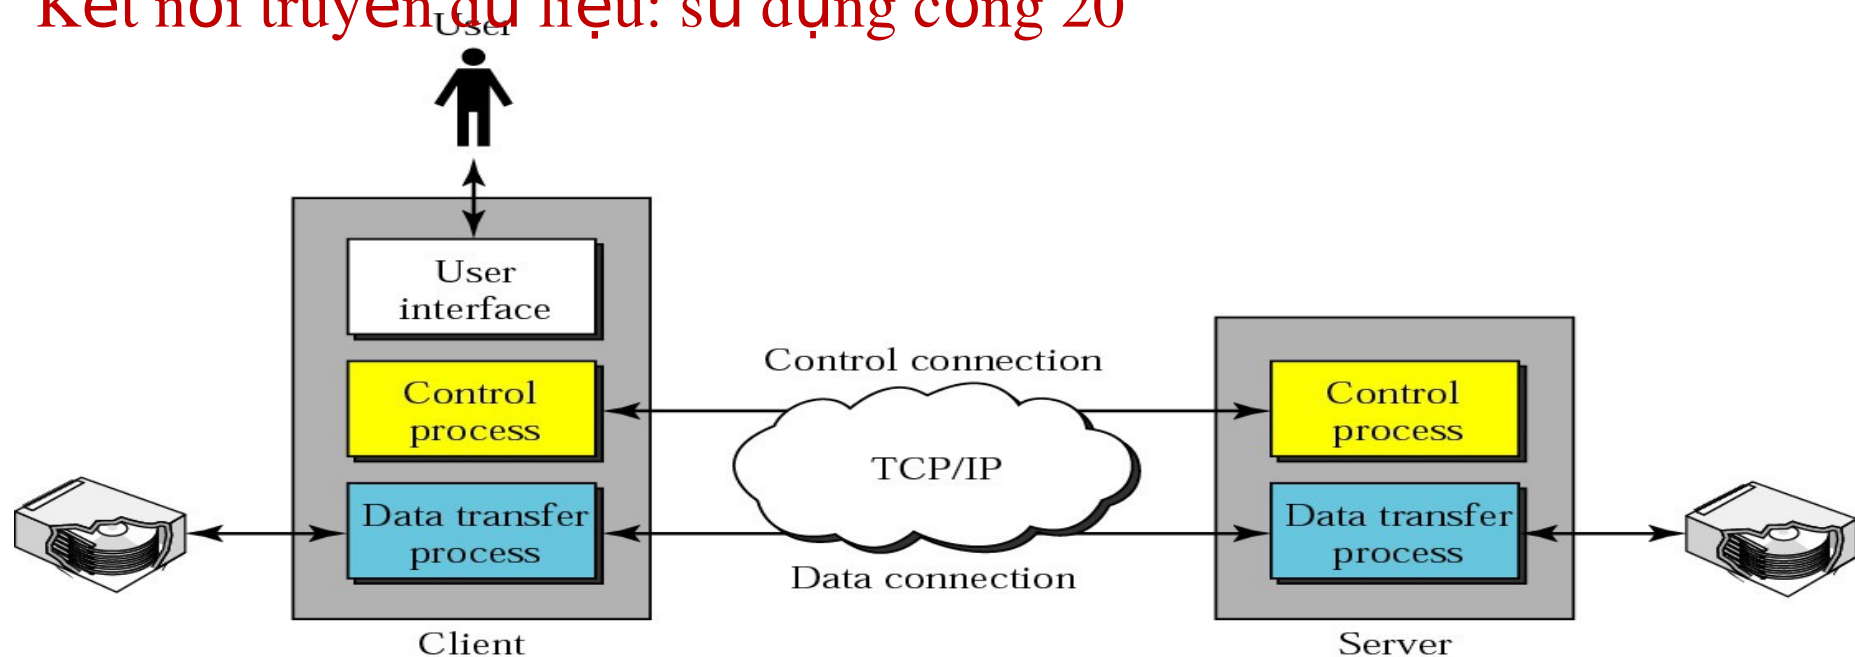 Kết nối truyền dữ liệu: sử dụng cổng 20
User
User
interface
Control
process
Data transfer
process
Control connection
TCP/IP
Data connection
Control
process
Data transfer
process
Client
Server